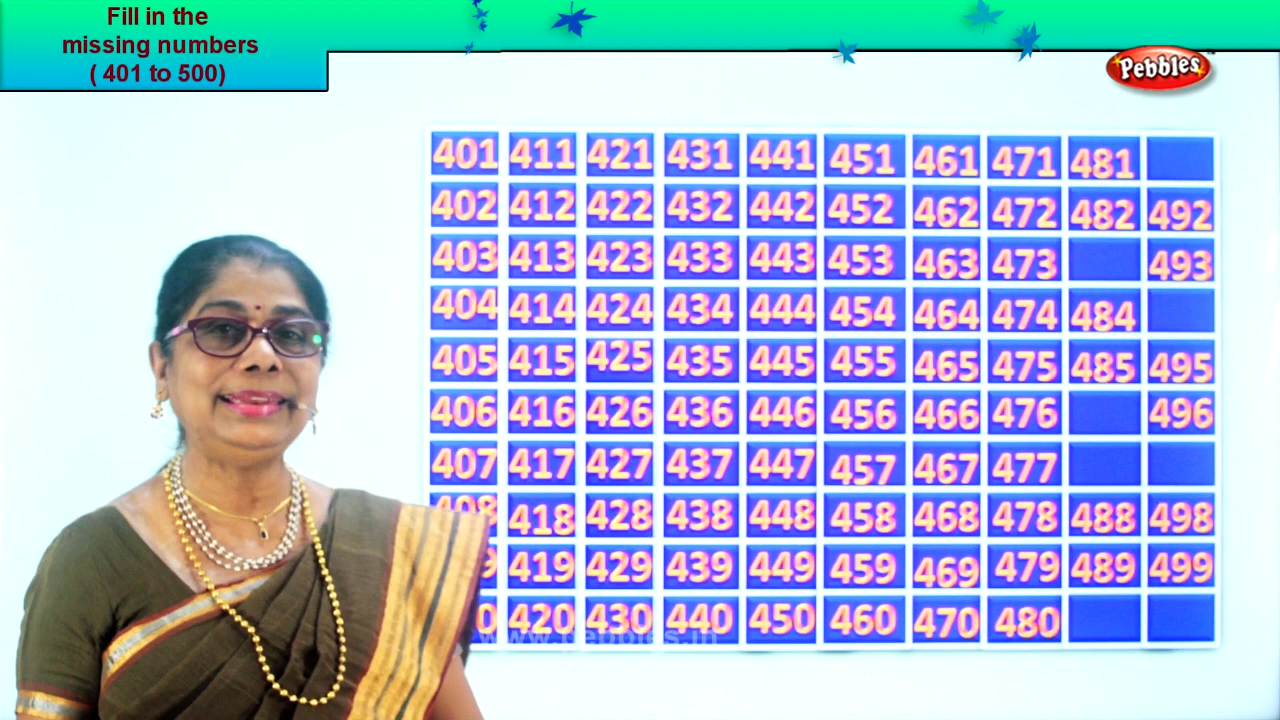 Fill in the
missing numbers
( 401 to 500)
Pebbles
401 411 421 431 441 451 461 471 481
402 412 422 432 442 452 462 472 482 492
403 413 423 433 443 453 463 473 493
404 414 424 434 444 454 464 474 484
405 415 425 435 445 455 465 475 485 495
406 416 426 436 446 456 466 476 496
407 417 427 437 447 457 467 477
408 418 428 438 448 458 468 478 488 498
9 419 429 439 449 459 469 479 489 499
0 420 430 440 450 460 470 480
www.pebbles.in